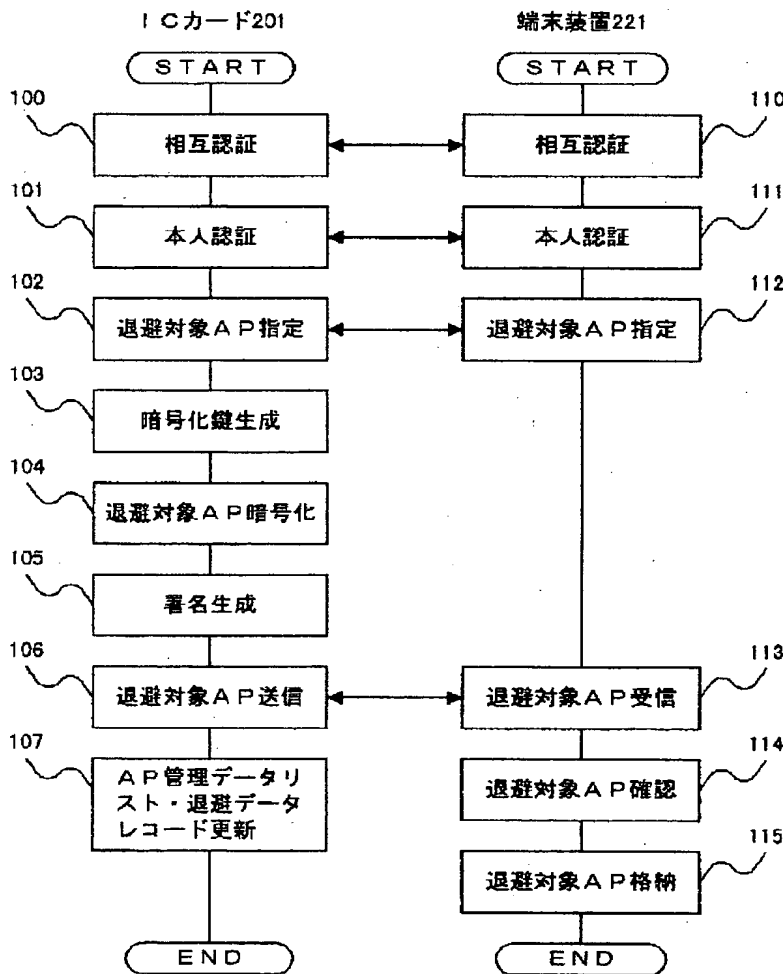 ICカード201
端末装置221
START
START
100
相互認証
110
相互認証
101
本人認証
111
本人認証
102
退避対象AP指定
112
退避対象AP指定
103
暗号化鍵生成
104
退避対象AP暗号化
105
署名生成
106
退避対象AP送信
113
退避対象AP受信
107
AP管理データリ
スト・退避データ
レコード更新
114
退避対象AP確認
115
退避対象AP格納
END
END